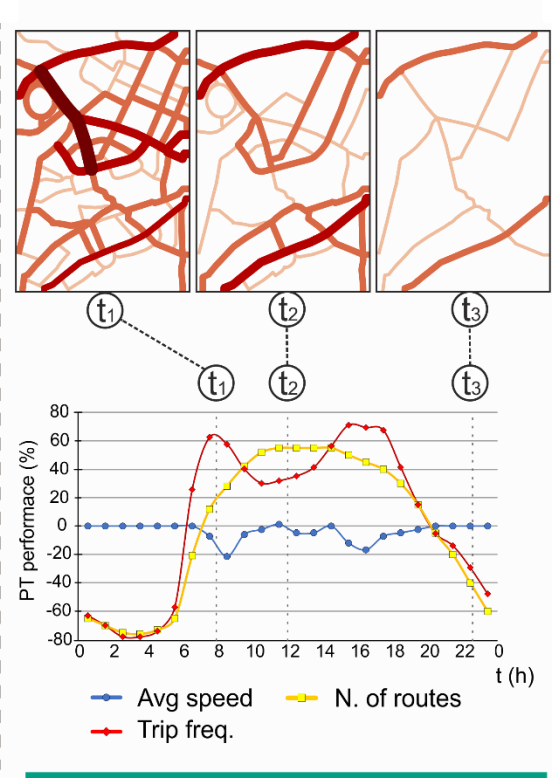 t1 t2 t3
t1 t2 t3
80
60
40
20
0
-20
-40
-60
-80
PT performace (%)
0 2 4 6 8 10 12 14 16 18 20 22 0
t (h)
Avg speed N. of routes
Trip freq.